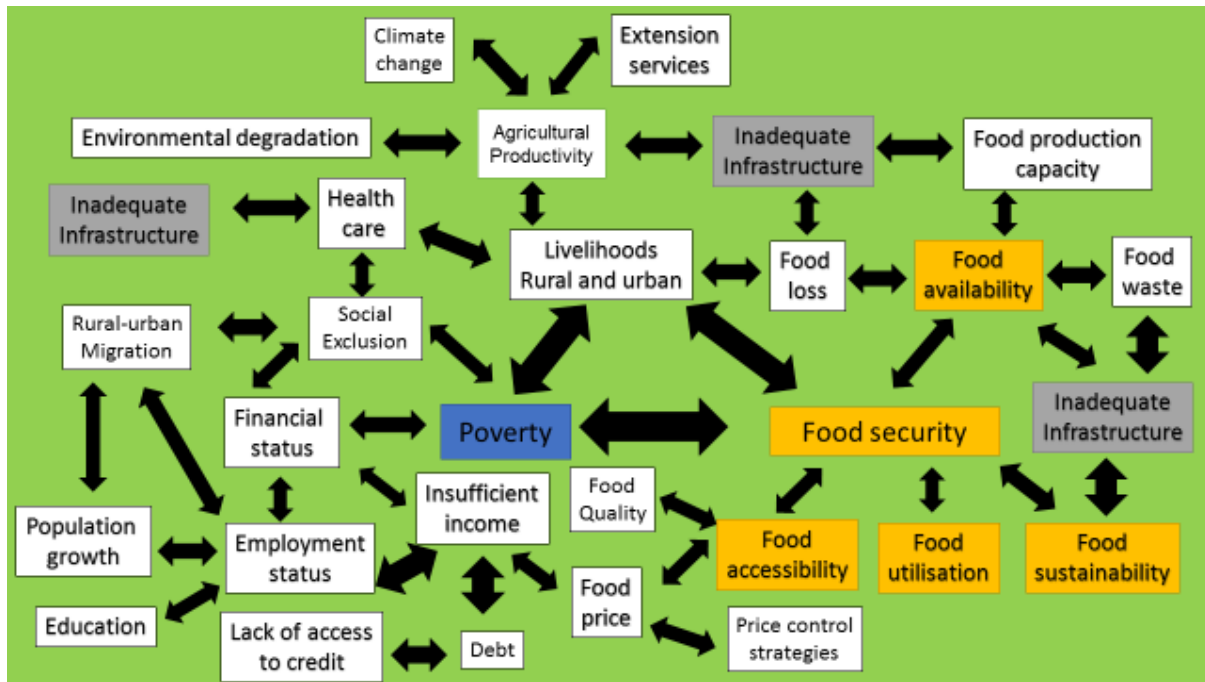 Climate
change
Extension
services
Environmental degradation
Agricultural
Productivity
Inadequate
Infrastructure
Food production
capacity
Inadequate
Infrastructure
Health
care
Livelihoods
Rural and urban
Food
loss
Food
availability
Food
waste
Rural-urban
Migration
Social
Exclusion
Financial
status
Poverty
Food security
Inadequate
Infrastructure
Insufficient
income
Food
Quality
Population
growth
Employment
status
Food
accessibility
Food
utilisation
Food
sustainability
Education
Lack of access
to credit
Debt
Food
price
Price control
strategies